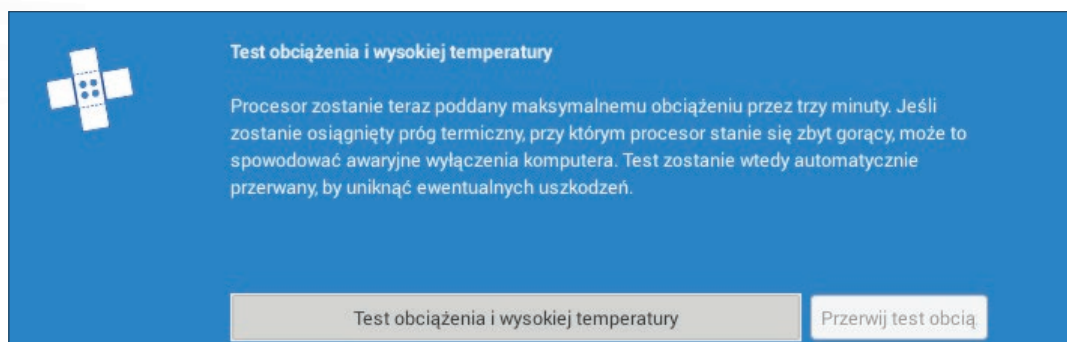 Test obciążenia i wysokiej temperatury
Procesor zostanie teraz poddany maksymalnemu obciążeniu przez trzy minuty. Jeśli
zostanie osiągnięty próg termiczny, przy którym procesor stanie się zbyt gorący, może to
spowodować awaryjne wyłączenia komputera. Test zostanie wtedy automatycznie
przerwany, by uniknąć ewentualnych uszkodzeń.
Test obciążenia i wysokiej temperatury
Przerwij test obcią